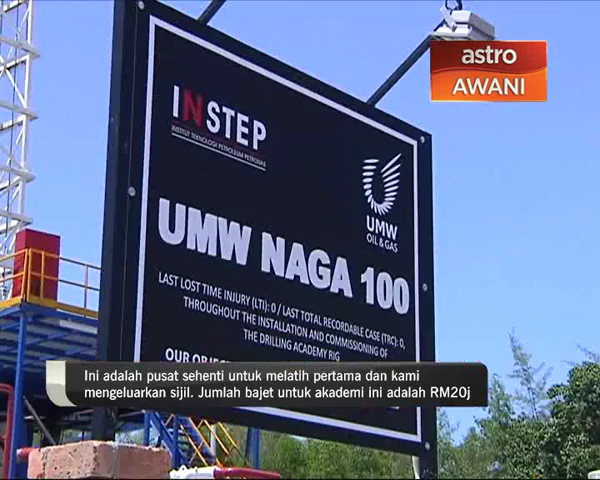 astro
AWANI
INSTEP
INSTITUT TEKNOLOGI PETROLEUM PETRONAS
UMW
OIL & GAS
UMW NAGA 100
LAST LOST TIME INJURY (LTI): 0 / LAST TOTAL RECORDABLE CASE (TRC): 0,
THROUGHOUT THE INSTALLATION AND COMMISSIONING OF
THE DRILLING ACADEMY RIG
OUR OBJE
Ini adalah pusat sehenti untuk melatih pertama dan kami
mengeluarkan sijil. Jumlah bajet untuk akademi ini adalah RM20j